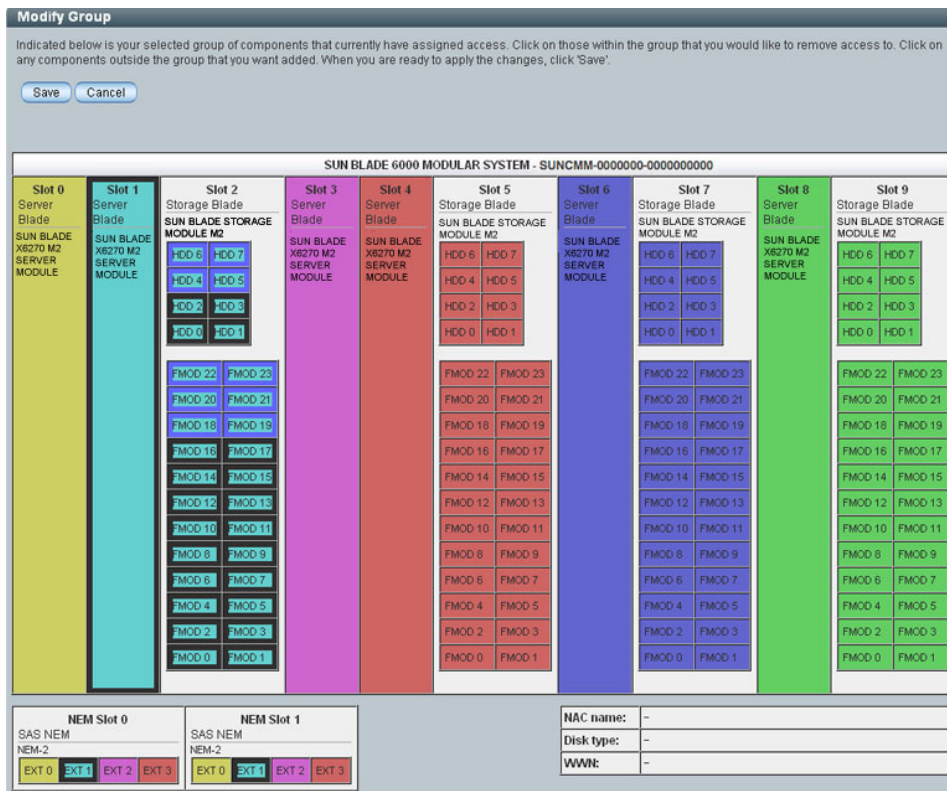 Modify Group
Indicated below is your selected group of components that currently have assigned access. Click on those within the group that you would like to remove access to. Click on
any components outside the group that you want added. When you are ready to apply the changes, click 'Save'.
Save Cancel
SUN BLADE 6000 MODULAR SYSTEM - SUNCMM-0000000-0000000000
Slot 0
Server
Blade
SUN BLADE
X6270 M2
SERVER
MODULE
Slot 1
Server
Blade
SUN BLADE
X6270 M2
SERVER
MODULE
Slot 2
Storage Blade
SUN BLADE STORAGE
MODULE M2
HDD 6 HDD 7
HDD 4 HDD 5
HDD 2 HDD 3
HDD 0 HDD 1
FMOD 22 FMOD 23
FMOD 20 FMOD 21
FMOD 18 FMOD 19
FMOD 16 FMOD 17
FMOD 14 FMOD 15
FMOD 12 FMOD 13
FMOD 10 FMOD 11
FMOD 8 FMOD 9
FMOD 6 FMOD 7
FMOD 4 FMOD 5
FMOD 2 FMOD 3
FMOD 0 FMOD 1
Slot 3
Server
Blade
SUN BLADE
X6270 M2
SERVER
MODULE
Slot 4
Server
Blade
SUN BLADE
X6270 M2
SERVER
MODULE
Slot 5
Storage Blade
SUN BLADE STORAGE
MODULE M2
HDD 6 HDD 7
HDD 4 HDD 5
HDD 2 HDD 3
HDD 0 HDD 1
FMOD 22 FMOD 23
FMOD 20 FMOD 21
FMOD 18 FMOD 19
FMOD 16 FMOD 17
FMOD 14 FMOD 15
FMOD 12 FMOD 13
FMOD 10 FMOD 11
FMOD 8 FMOD 9
FMOD 6 FMOD 7
FMOD 4 FMOD 5
FMOD 2 FMOD 3
FMOD 0 FMOD 1
Slot 6
Server
Blade
SUN BLADE
X6270 M2
SERVER
MODULE
Slot 7
Storage Blade
SUN BLADE STORAGE
MODULE M2
HDD 6 HDD 7
HDD 4 HDD 5
HDD 2 HDD 3
HDD 0 HDD 1
FMOD 22 FMOD 23
FMOD 20 FMOD 21
FMOD 18 FMOD 19
FMOD 16 FMOD 17
FMOD 14 FMOD 15
FMOD 12 FMOD 13
FMOD 10 FMOD 11
FMOD 8 FMOD 9
FMOD 6 FMOD 7
FMOD 4 FMOD 5
FMOD 2 FMOD 3
FMOD 0 FMOD 1
Slot 8
Server
Blade
SUN BLADE
X6270 M2
SERVER
MODULE
Slot 9
Storage Blade
SUN BLADE STORAGE
MODULE M2
HDD 6 HDD 7
HDD 4 HDD 5
HDD 2 HDD 3
HDD 0 HDD 1
FMOD 22 FMOD 23
FMOD 20 FMOD 21
FMOD 18 FMOD 19
FMOD 16 FMOD 17
FMOD 14 FMOD 15
FMOD 12 FMOD 13
FMOD 10 FMOD 11
FMOD 8 FMOD 9
FMOD 6 FMOD 7
FMOD 4 FMOD 5
FMOD 2 FMOD 3
FMOD 0 FMOD 1
NEM Slot 0
SAS NEM
NEM-2
EXT 0 EXT 1 EXT 2 EXT 3
NEM Slot 1
SAS NEM
NEM-2
EXT 0 EXT 1 EXT 2 EXT 3
NAC name: -
Disk type: -
WWN: -